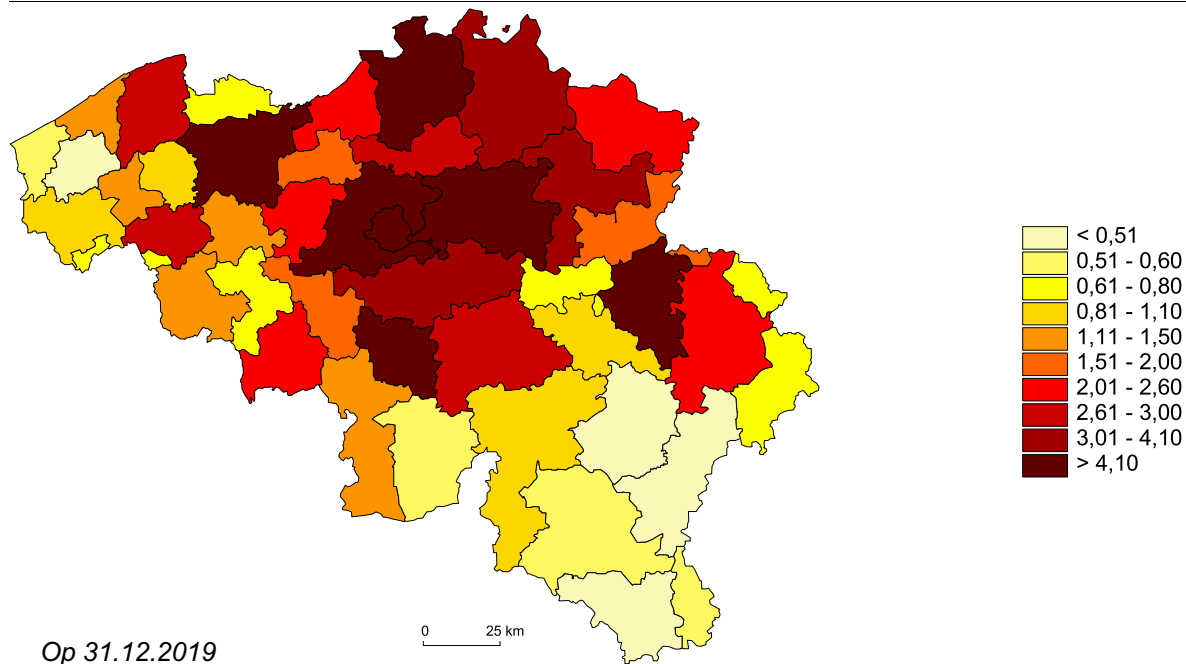 < 0,51
0,51 - 0,60
0,61 - 0,80
0,81 - 1,10
1,11 - 1,50
1,51 - 2,00
2,01 - 2,60
2,61 - 3,00
3,01 - 4,10
> 4,10
0 25 km
Op 31.12.2019